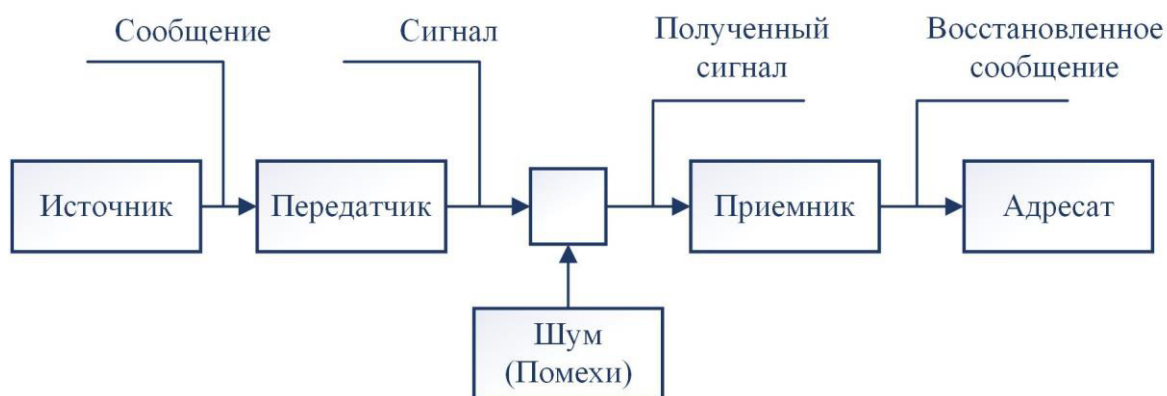 Сообщение
Сигнал
Полученный
сигнал
Восстановленное
сообщение
Источник
Передатчик
Приемник
Адресат
Шум
(Помехи)